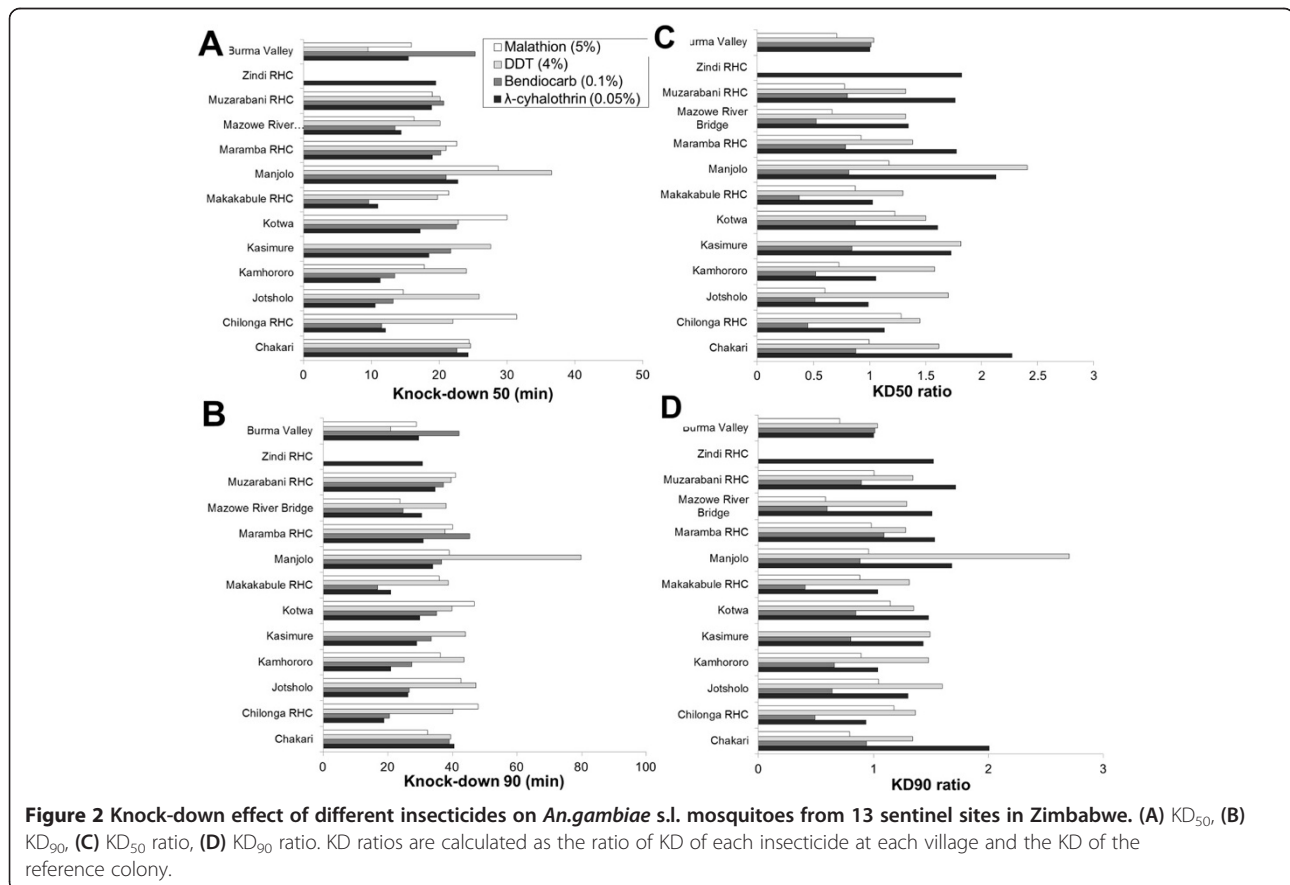 A
Burma Valley
Zindi RHC
Muzarabani RHC
Mazowe River...
Maramba RHC
Manjolo
Makakabule RHC
Kotwa
Kasimure
Kamhororo
Jotsholo
Chilonga RHC
Chakari
Malathion (5%)
DDT (4%)
Bendiocarb (0.1%)
λ-cyhalothrin (0.05%)
0 10 20 30 40 50
Knock-down 50 (min)
C
urma Valley
Zindi RHC
Muzarabani RHC
Mazowe River
Bridge
Maramba RHC
Manjolo
Makakabule RHC
Kotwa
Kasimure
Kamhororo
Jotsholo
Chilonga RHC
Chakari
0 0.5 1 1.5 2 2.5 3
KD50 ratio
B
Burma Valley
Zindi RHC
Muzarabani RHC
Mazowe River Bridge
Maramba RHC
Manjolo
Makakabule RHC
Kotwa
Kasimure
Kamhororo
Jotsholo
Chilonga RHC
Chakari
0 20 40 60 80 100
Knock-down 90 (min)
D
Burma Valley
Zindi RHC
Muzarabani RHC
Mazowe River
Bridge
Maramba RHC
Manjolo
Makakabule RHC
Kotwa
Kasimure
Kamhororo
Jotsholo
Chilonga RHC
Chakari
0 1 2 3
KD90 ratio
Figure 2 Knock-down effect of different insecticides on An.gambiae s.l. mosquitoes from 13 sentinel sites in Zimbabwe. (A) KD50, (B)
KD90, (C) KD50 ratio, (D) KD90 ratio. KD ratios are calculated as the ratio of KD of each insecticide at each village and the KD of the
reference colony.